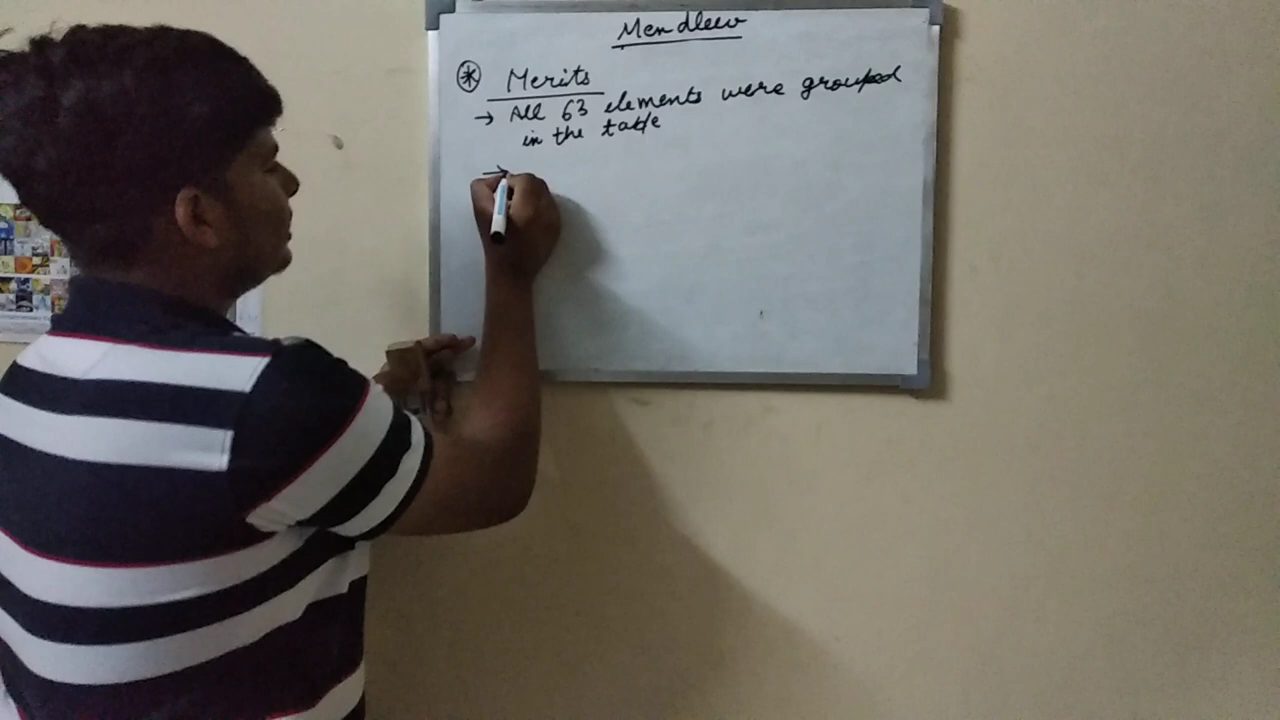 Mendleev
* Merits
→ All 63 elements were grouped
in the table
→